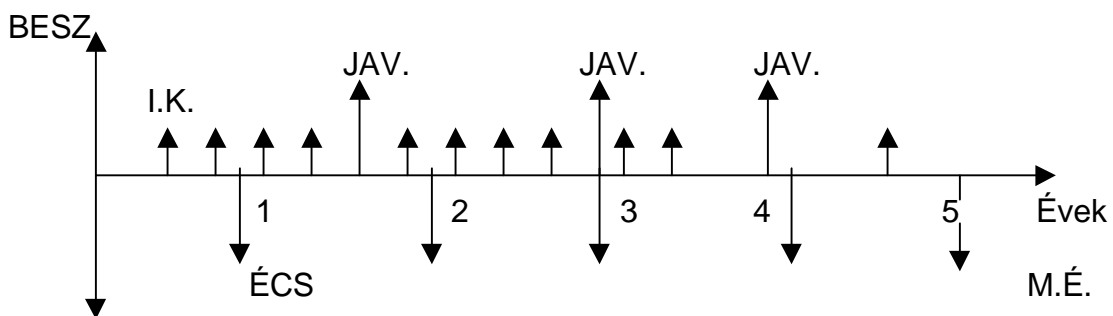 BESZ
JAV. JAV. JAV.
I.K.
1 2 3 4 5 Évek
ÉCS M.É.